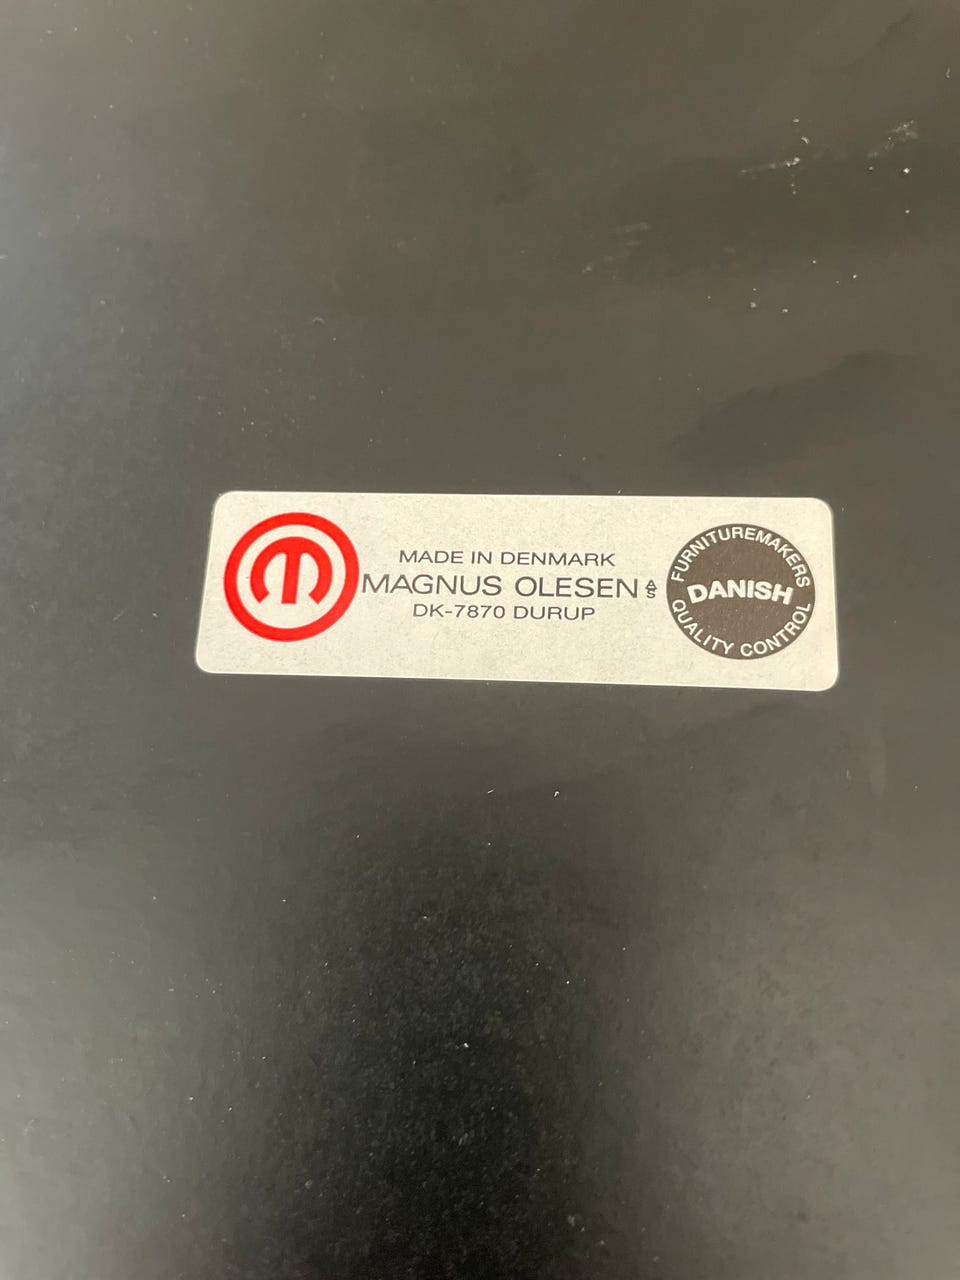 MADE IN DENMARK
MAGNUS OLESEN A/S
DK-7870 DURUP
FURNITUREMAKERS
DANISH
QUALITY CONTROL